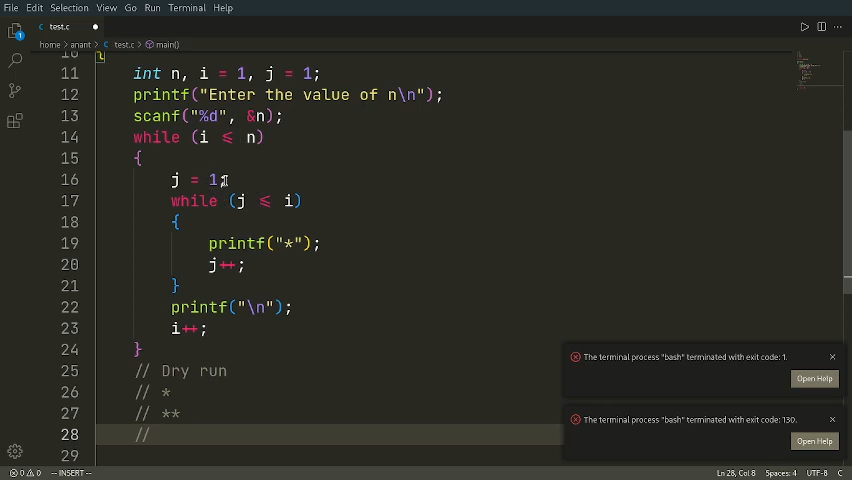 File Edit Selection View Go Run Terminal Help
C test.c
home > anant > C test.c > main()
10 {
11 int n, i = 1, j = 1;
12 printf("Enter the value of n\n");
13 scanf("%d", &n);
14 while (i <= n)
15 {
16 j = 1;
17 while (j <= i)
18 {
19 printf("*");
20 j++;
21 }
22 printf("\n");
23 i++;
24 }
25 // Dry run
26 // *
27 // **
28 //
29
1
The terminal process "bash" terminated with exit code: 1.
Open Help
The terminal process "bash" terminated with exit code: 130.
Open Help
0 0 -- INSERT -- Ln 28, Col 8 Spaces: 4 UTF-8 C